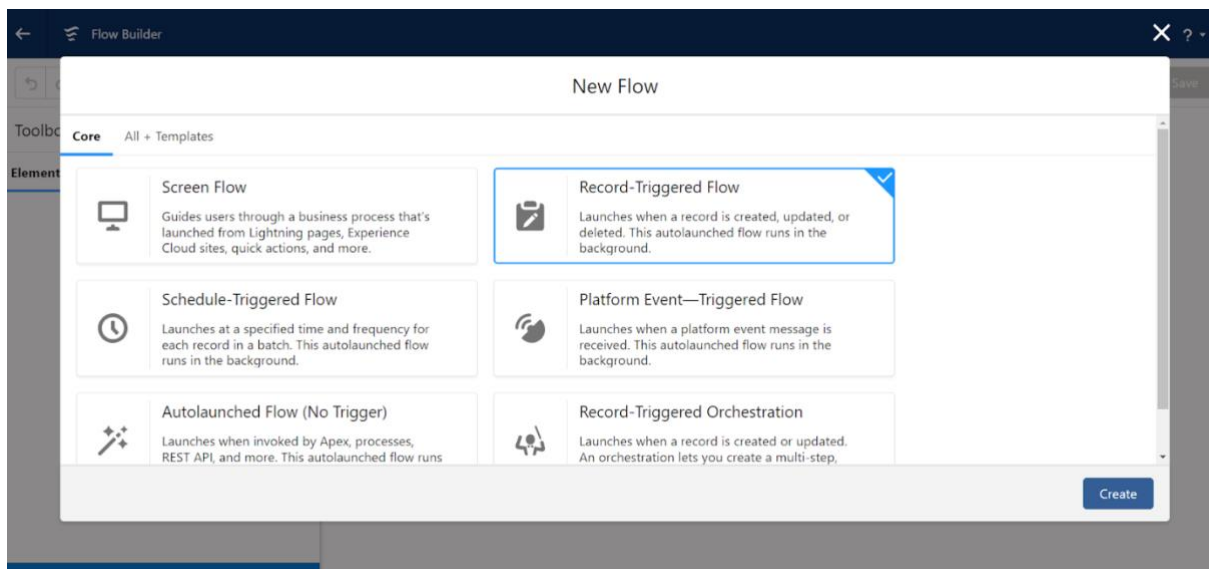 Flow Builder
?
New Flow
Save
Toolbo
Core All + Templates
Element
Screen Flow
Guides users through a business process that's
launched from Lightning pages, Experience
Cloud sites, quick actions, and more.
Record-Triggered Flow
Launches when a record is created, updated, or
deleted. This autolaunched flow runs in the
background.
Schedule-Triggered Flow
Launches at a specified time and frequency for
each record in a batch. This autolaunched flow
runs in the background.
Platform Event—Triggered Flow
Launches when a platform event message is
received. This autolaunched flow runs in the
background.
Autolaunched Flow (No Trigger)
Launches when invoked by Apex, processes,
REST API, and more. This autolaunched flow runs
Record-Triggered Orchestration
Launches when a record is created or updated.
An orchestration lets you create a multi-step,
Create